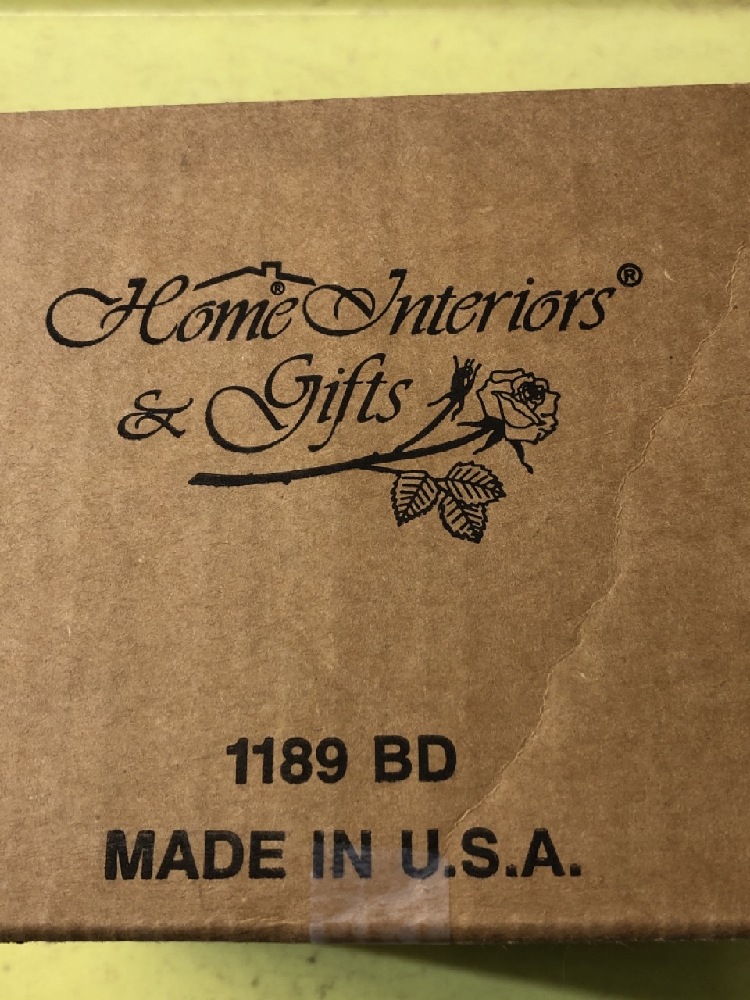 Home® Interiors®
& Gifts
1189 BD
MADE IN U.S.A.